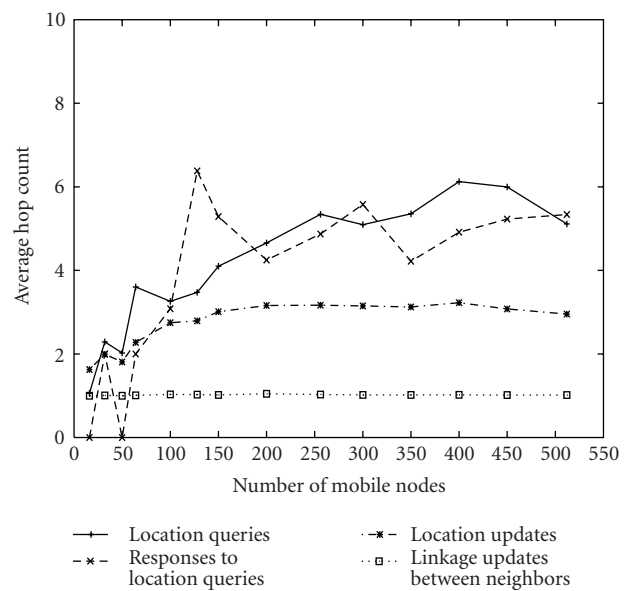 10
8
6
4
2
0
Average hop count
0 50 100 150 200 250 300 350 400 450 500 550
Number of mobile nodes
Location queries
Responses to
location queries
Location updates
Linkage updates
between neighbors